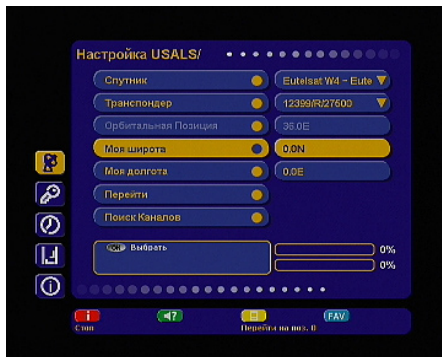 Настройка USALS/
Спутник Eutelsat W4 - Eute
Транспондер 12399/R/27500
Орбитальная Позиция 36.0E
Моя широта 0.0N
Моя долгота 0.0E
Перейти
Поиск Каналов
OK Выбрать
0%
0%
i ?  FAV
Стоп Перейти на поз. 0